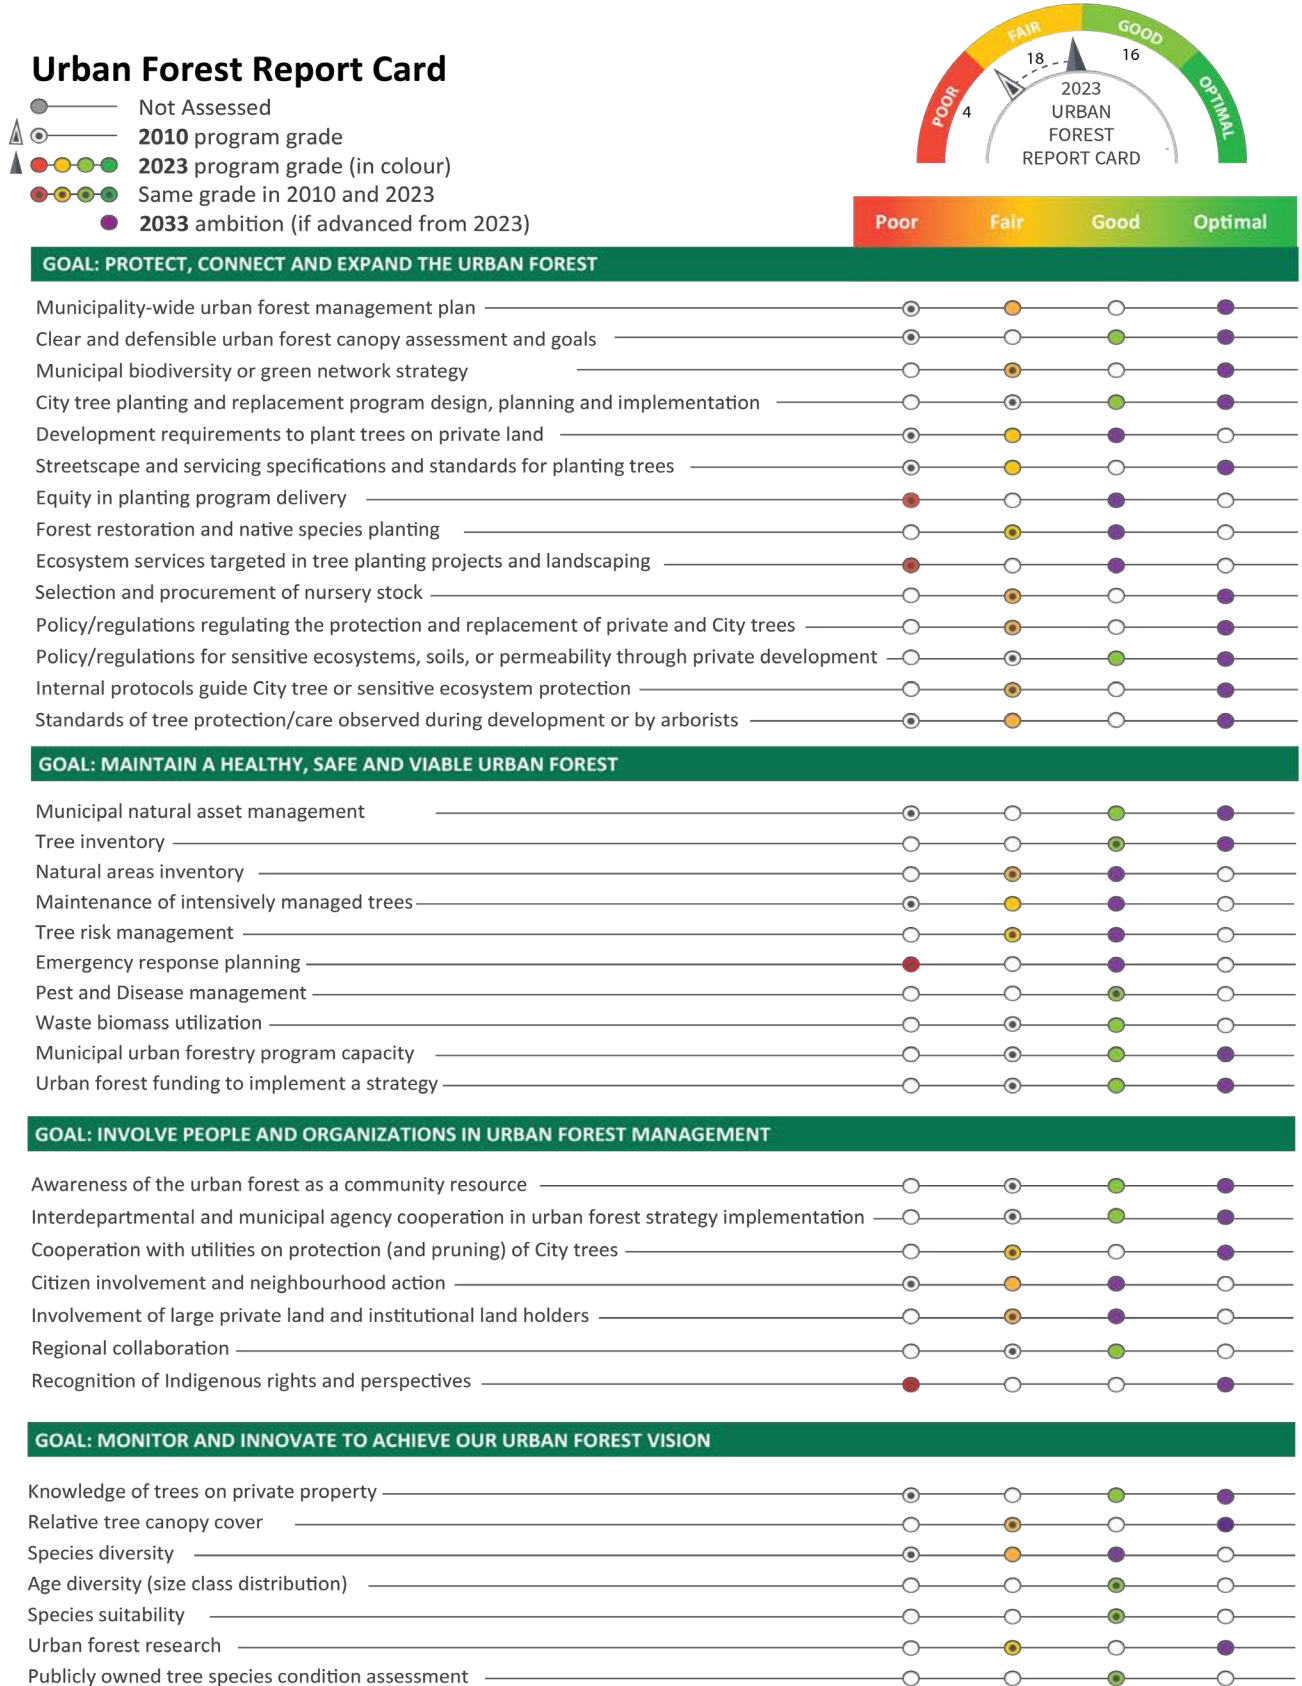 Urban Forest Report Card
Not Assessed
2010 program grade
2023 program grade (in colour)
Same grade in 2010 and 2023
2033 ambition (if advanced from 2023)
POOR
FAIR
GOOD
OPTIMAL
4
18
16
2023
URBAN
FOREST
REPORT CARD
Poor Fair Good Optimal
GOAL: PROTECT, CONNECT AND EXPAND THE URBAN FOREST
Municipality-wide urban forest management plan
Clear and defensible urban forest canopy assessment and goals
Municipal biodiversity or green network strategy
City tree planting and replacement program design, planning and implementation
Development requirements to plant trees on private land
Streetscape and servicing specifications and standards for planting trees
Equity in planting program delivery
Forest restoration and native species planting
Ecosystem services targeted in tree planting projects and landscaping
Selection and procurement of nursery stock
Policy/regulations regulating the protection and replacement of private and City trees
Policy/regulations for sensitive ecosystems, soils, or permeability through private development
Internal protocols guide City tree or sensitive ecosystem protection
Standards of tree protection/care observed during development or by arborists
GOAL: MAINTAIN A HEALTHY, SAFE AND VIABLE URBAN FOREST
Municipal natural asset management
Tree inventory
Natural areas inventory
Maintenance of intensively managed trees
Tree risk management
Emergency response planning
Pest and Disease management
Waste biomass utilization
Municipal urban forestry program capacity
Urban forest funding to implement a strategy
GOAL: INVOLVE PEOPLE AND ORGANIZATIONS IN URBAN FOREST MANAGEMENT
Awareness of the urban forest as a community resource
Interdepartmental and municipal agency cooperation in urban forest strategy implementation
Cooperation with utilities on protection (and pruning) of City trees
Citizen involvement and neighbourhood action
Involvement of large private land and institutional land holders
Regional collaboration
Recognition of Indigenous rights and perspectives
GOAL: MONITOR AND INNOVATE TO ACHIEVE OUR URBAN FOREST VISION
Knowledge of trees on private property
Relative tree canopy cover
Species diversity
Age diversity (size class distribution)
Species suitability
Urban forest research
Publicly owned tree species condition assessment